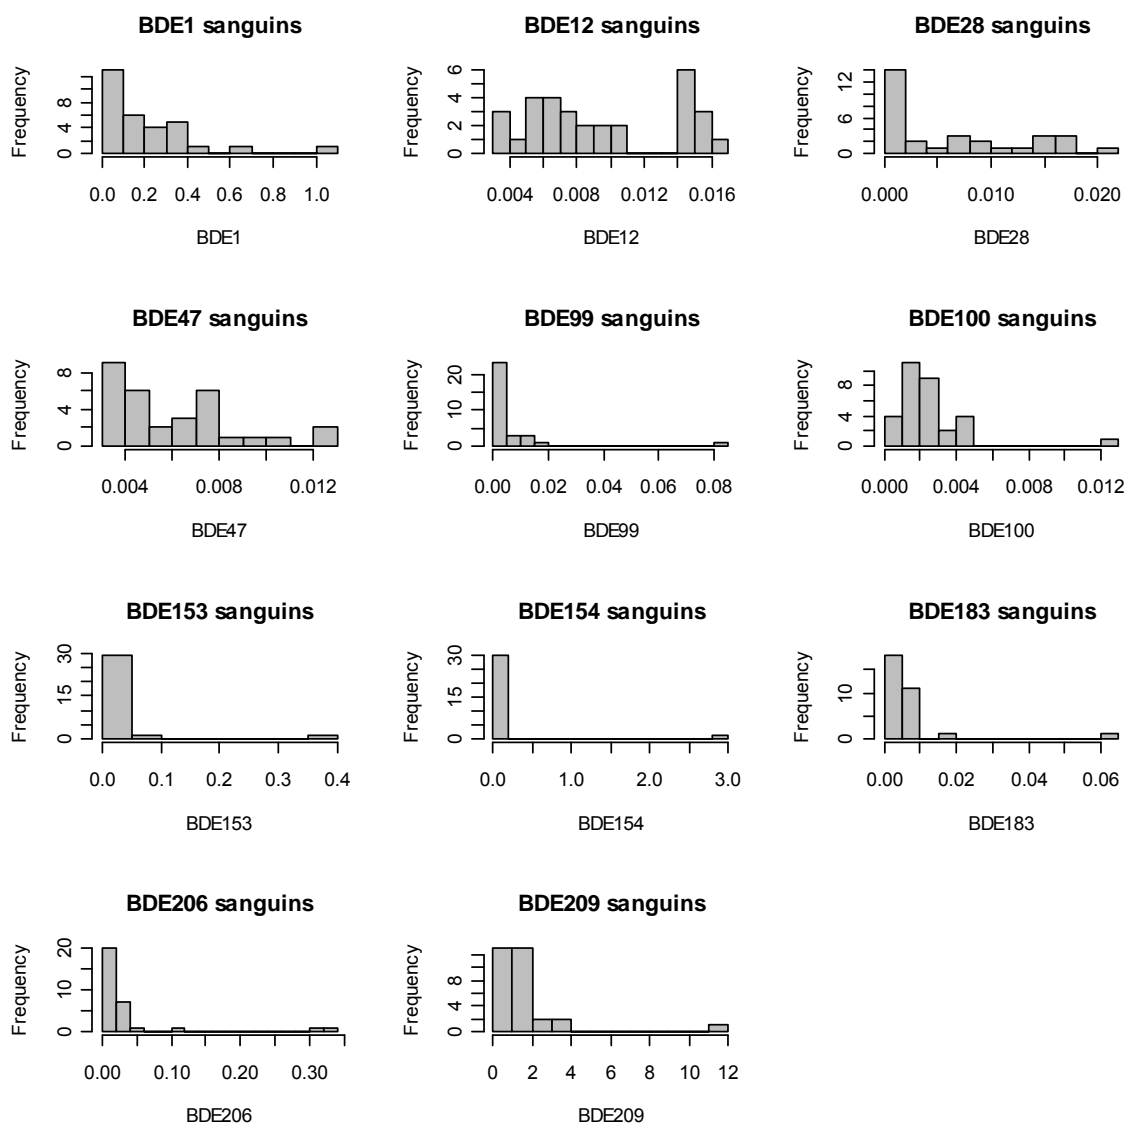 BDE1 sanguins
Frequency
0 4 8
0.0 0.2 0.4 0.6 0.8 1.0
BDE1
BDE12 sanguins
Frequency
0 2 4 6
0.004 0.008 0.012 0.016
BDE12
BDE28 sanguins
Frequency
0 6 12
0.000 0.010 0.020
BDE28
BDE47 sanguins
Frequency
0 4 8
0.004 0.008 0.012
BDE47
BDE99 sanguins
Frequency
0 10 20
0.00 0.02 0.04 0.06 0.08
BDE99
BDE100 sanguins
Frequency
0 4 8
0.000 0.004 0.008 0.012
BDE100
BDE153 sanguins
Frequency
0 15 30
0.0 0.1 0.2 0.3 0.4
BDE153
BDE154 sanguins
Frequency
0 15 30
0.0 1.0 2.0 3.0
BDE154
BDE183 sanguins
Frequency
0 10
0.00 0.02 0.04 0.06
BDE183
BDE206 sanguins
Frequency
0 10 20
0.00 0.10 0.20 0.30
BDE206
BDE209 sanguins
Frequency
0 4 8
0 2 4 6 8 10 12
BDE209